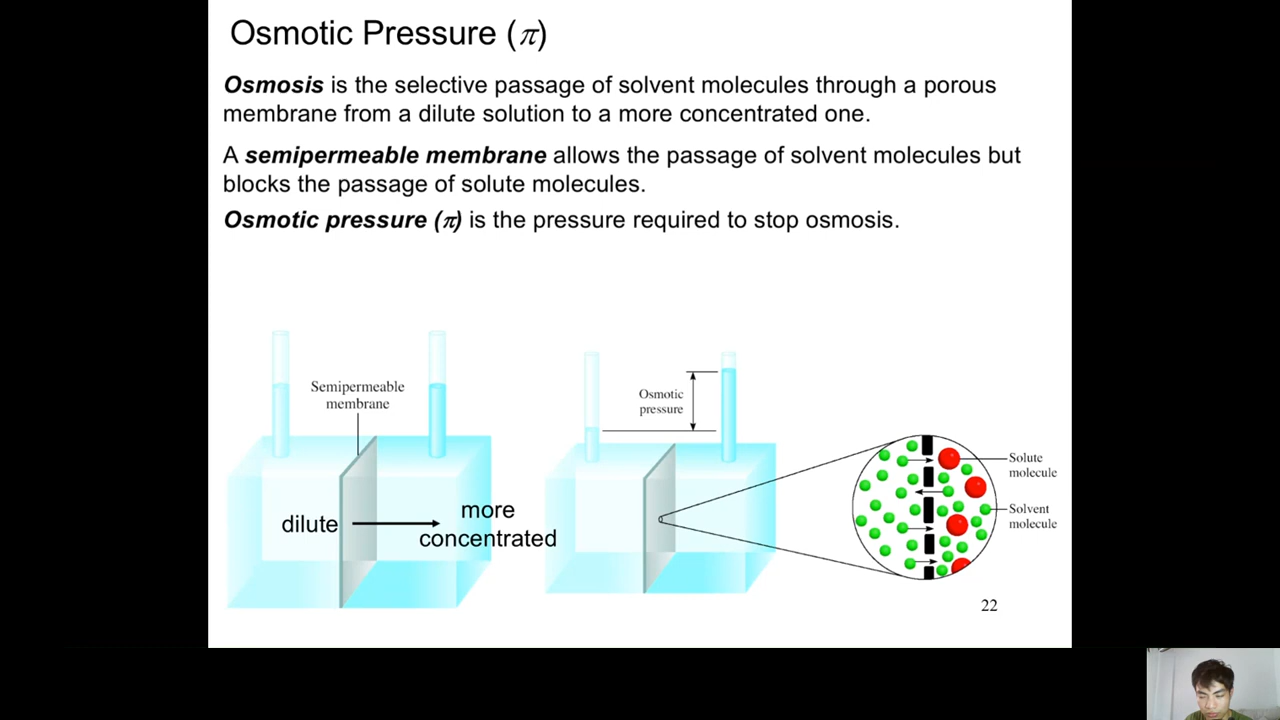 Osmotic Pressure (π)
Osmosis is the selective passage of solvent molecules through a porous
membrane from a dilute solution to a more concentrated one.
A semipermeable membrane allows the passage of solvent molecules but
blocks the passage of solute molecules.
Osmotic pressure (π) is the pressure required to stop osmosis.
Semipermeable
membrane
Osmotic
pressure
Solute
molecule
Solvent
molecule
dilute
more
concentrated
22